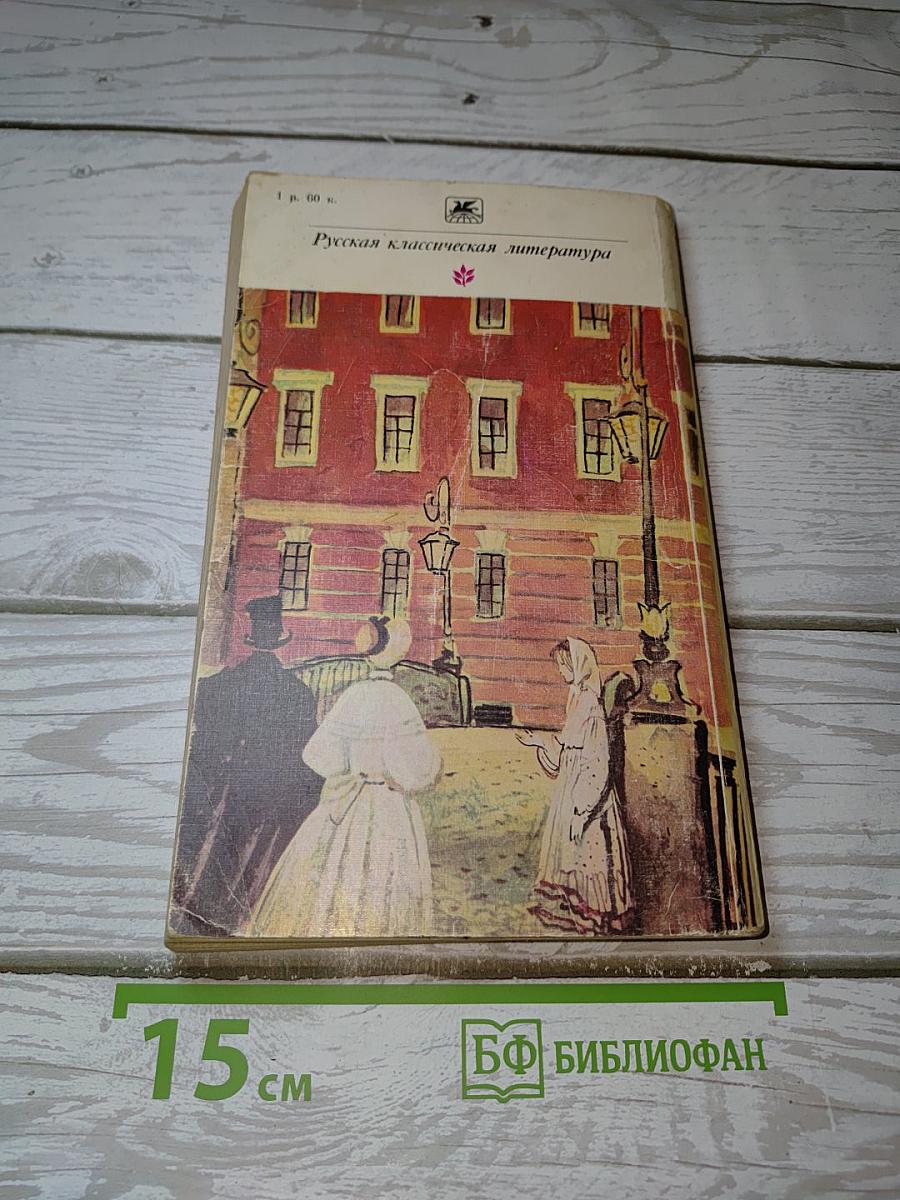 1 р. 60 к.
Русская классическая литература
15 см
БФ БИБЛИОФАН